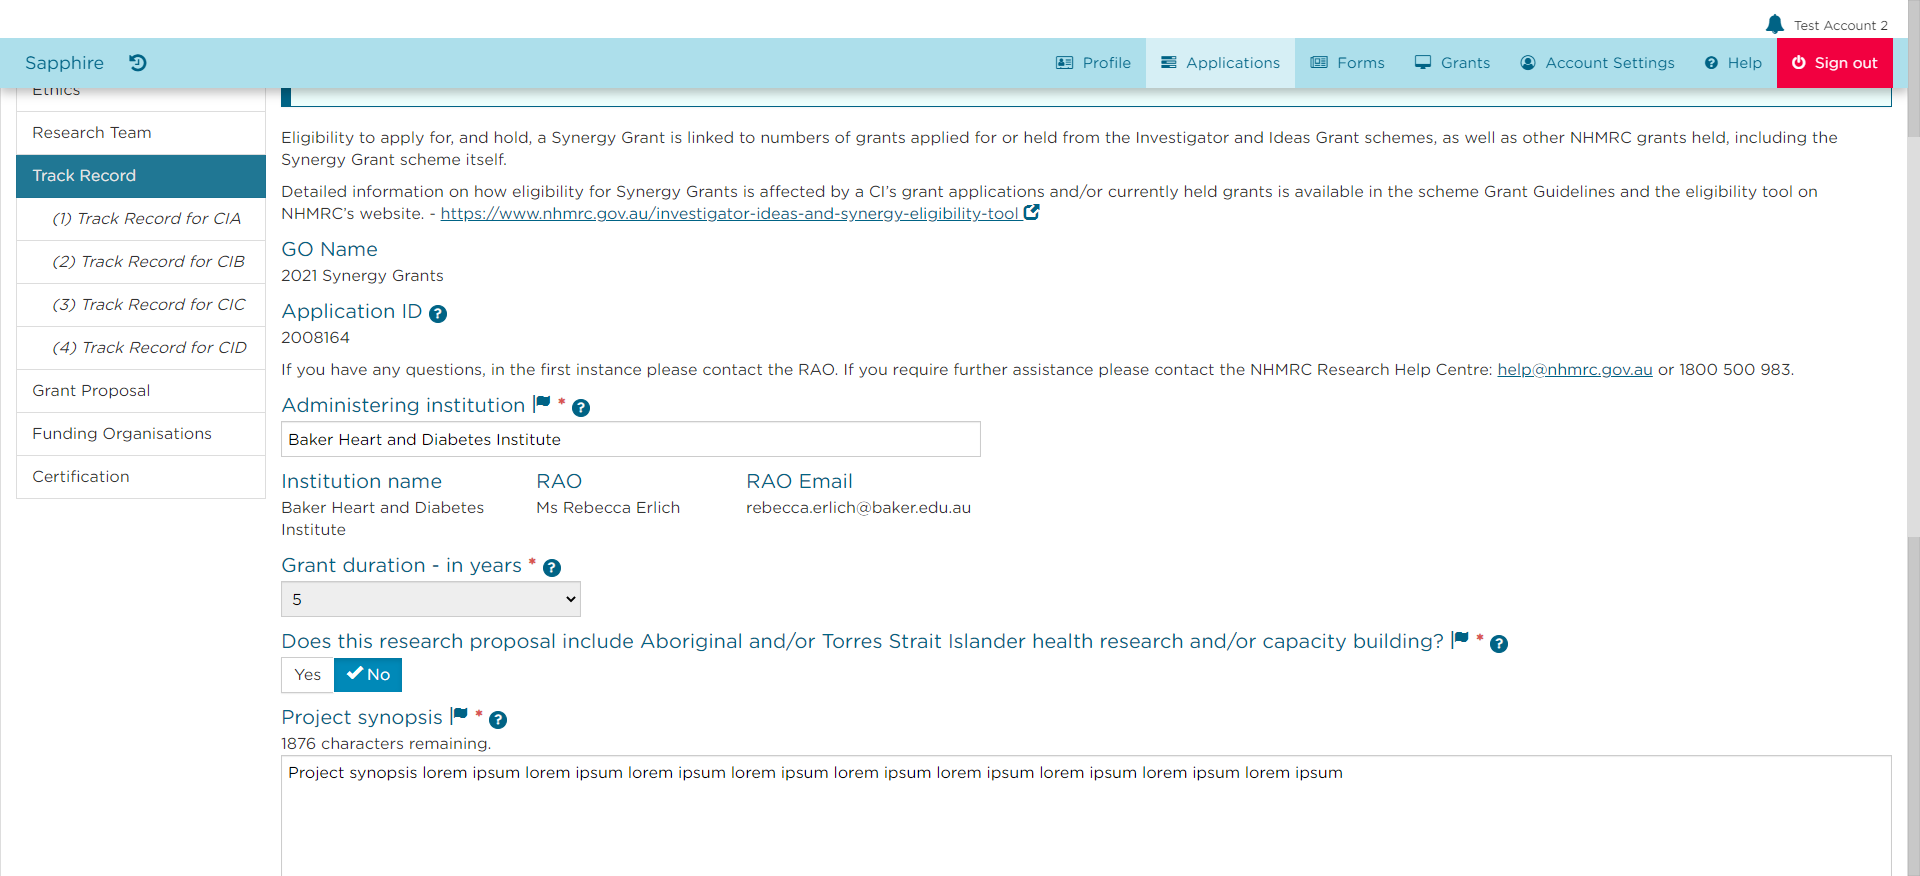 Test Account 2
Sapphire
Profile
Applications
Forms
Grants
Account Settings
Help
Sign out
Ethics
Research Team
Track Record
(1) Track Record for CIA
(2) Track Record for CIB
(3) Track Record for CIC
(4) Track Record for CID
Grant Proposal
Funding Organisations
Certification
Eligibility to apply for, and hold, a Synergy Grant is linked to numbers of grants applied for or held from the Investigator and Ideas Grant schemes, as well as other NHMRC grants held, including the
Synergy Grant scheme itself.
Detailed information on how eligibility for Synergy Grants is affected by a CI's grant applications and/or currently held grants is available in the scheme Grant Guidelines and the eligibility tool on
NHMRC's website. - https://www.nhmrc.gov.au/investigator-ideas-and-synergy-eligibility-tool
GO Name
2021 Synergy Grants
Application ID ?
2008164
If you have any questions, in the first instance please contact the RAO. If you require further assistance please contact the NHMRC Research Help Centre: help@nhmrc.gov.au or 1800 500 983.
Administering institution * ?
Baker Heart and Diabetes Institute
Institution name RAO RAO Email
Baker Heart and Diabetes Ms Rebecca Erlich rebecca.erlich@baker.edu.au
Institute
Grant duration - in years * ?
5
Does this research proposal include Aboriginal and/or Torres Strait Islander health research and/or capacity building? * ?
Yes No
Project synopsis * ?
1876 characters remaining.
Project synopsis lorem ipsum lorem ipsum lorem ipsum lorem ipsum lorem ipsum lorem ipsum lorem ipsum lorem ipsum lorem ipsum